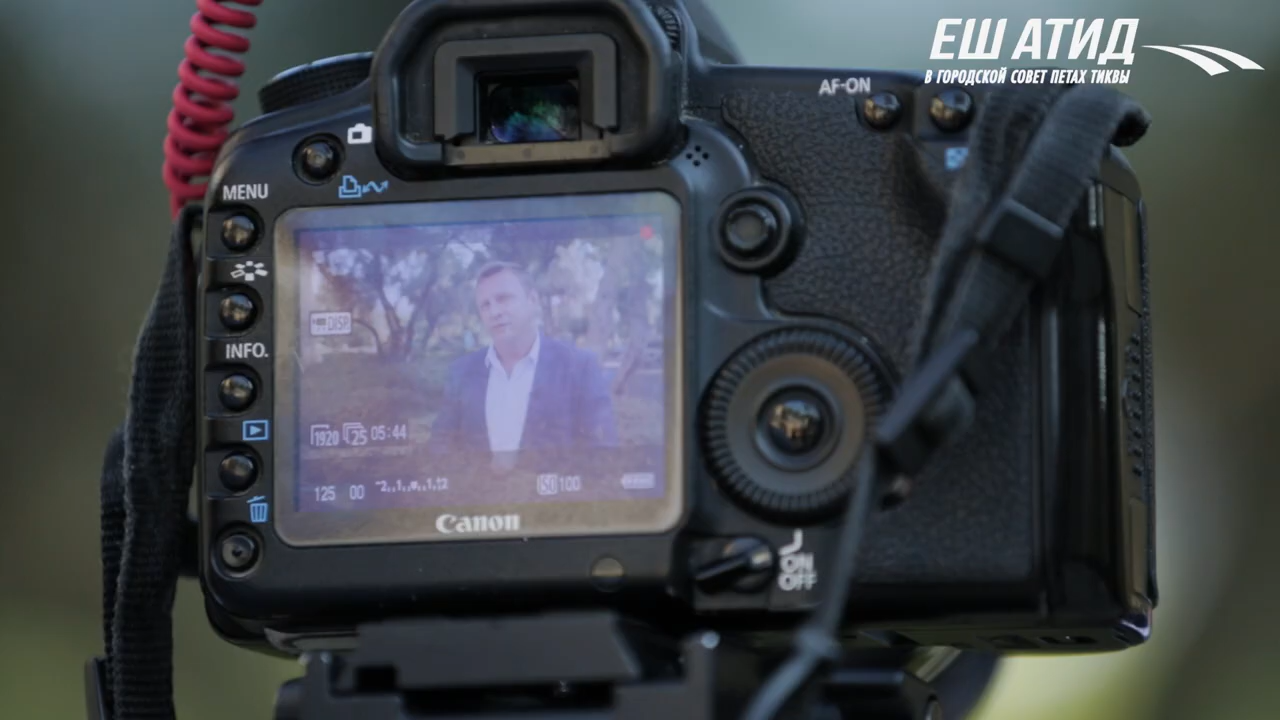 ЕШ АТИД
В ГОРОДСКОЙ СОВЕТ ПЕТАХ ТИКВЫ
AF-ON
MENU
DISP
INFO.
1920 25 05:44
125 00 ISO 100
Canon
ON
OFF